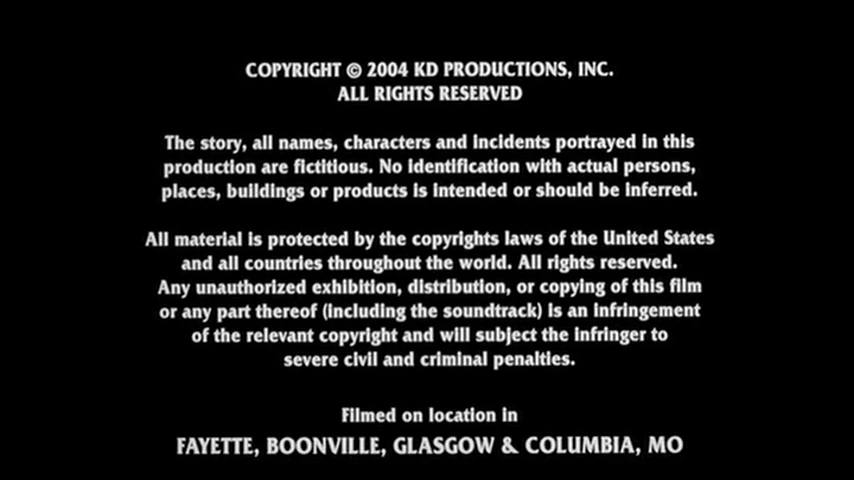 COPYRIGHT © 2004 KD PRODUCTIONS, INC.
ALL RIGHTS RESERVED
The story, all names, characters and incidents portrayed in this
production are fictitious. No identification with actual persons,
places, buildings or products is intended or should be inferred.
All material is protected by the copyrights laws of the United States
and all countries throughout the world. All rights reserved.
Any unauthorized exhibition, distribution, or copying of this film
or any part thereof (including the soundtrack) is an infringement
of the relevant copyright and will subject the infringer to
severe civil and criminal penalties.
Filmed on location in
FAYETTE, BOONVILLE, GLASGOW & COLUMBIA, MO